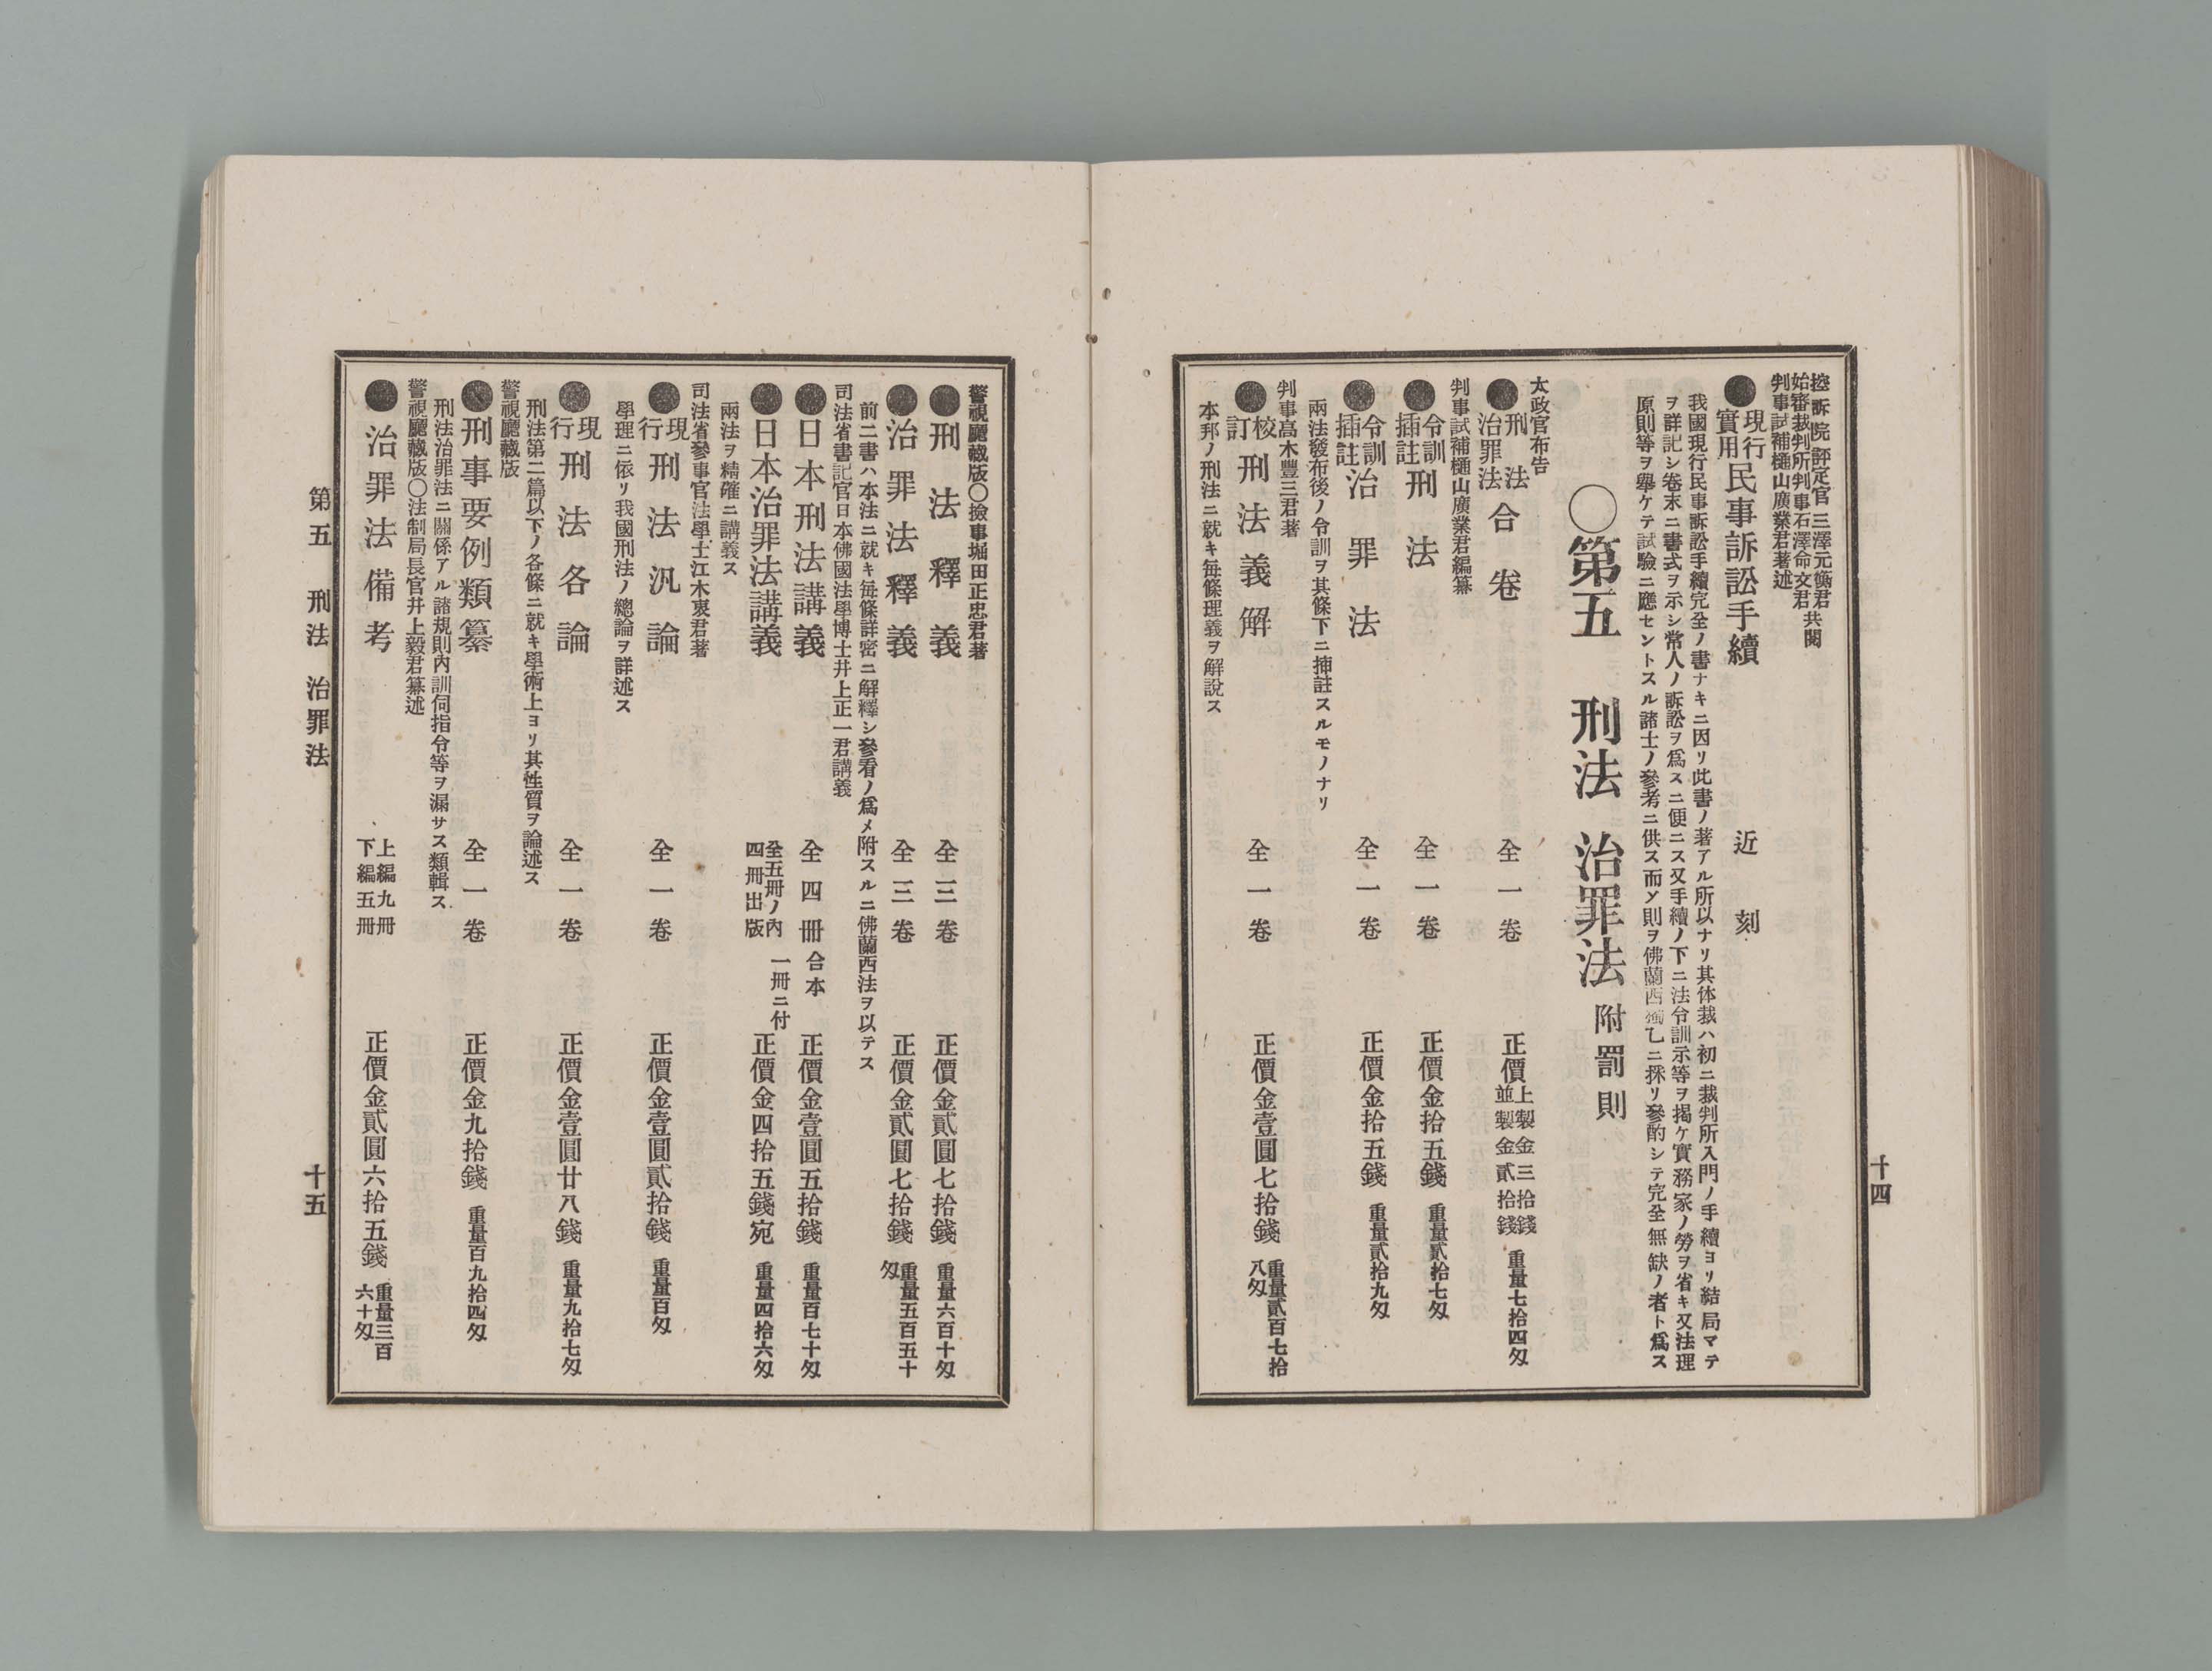 控訴院評定官三澤元衡君共閲
始審裁判所判事石澤命文君
判事試補樋山廣業君著述
●現行實用民事訴訟手續 近刻
我國現行民事訴訟手續完全ノ書ナキニ因リ此書ノ著アル所以ナリ其体裁ハ初ニ裁判所入門ノ手續ヨリ結局マテ
ヲ詳記シ卷末ニ書式ヲ示シ常人ノ訴訟ヲ爲スニ便ニス又手續ノ下ニ法令訓示等ヲ揭ケ實務家ノ勞ヲ省キ又法理
原則等ヲ擧ケテ試驗ニ應セントスル諸士ノ參考ニ供ス而〆則ヲ佛蘭西獨乙ニ採リ參酌シテ完全無缺ノ者ト爲ス
○第五 刑法 治罪法 附罰則
太政官布告
●刑法治罪法合卷 全一卷 正價上製金三拾錢並製金貳拾錢 重量七拾四匁
判事試補樋山廣業君編纂
●令訓插註刑法 全一卷 正價金拾五錢 重量貳拾七匁
●令訓插註治罪法 全一卷 正價金拾五錢 重量貳拾九匁
兩法發布後ノ令訓ヲ其條下ニ挿註スルモノナリ
判事高木豐三君著
●校訂刑法義解 全一卷 正價金壹圓七拾錢 重量貳百七拾八匁
本邦ノ刑法ニ就キ每條理義ヲ解說ス
十四
警視廳藏版○撿事堀田正忠君著
●刑法釋義 全三卷 正價金貳圓七拾錢 重量六百十匁
●治罪法釋義 全三卷 正價金貳圓七拾錢 重量五百五十匁
前二書ハ本法ニ就キ每條詳密ニ解釋シ參看ノ爲メ附スルニ佛蘭西法ヲ以テス
司法省書記官日本佛國法學博士井上正一君講義
●日本刑法講義 全四冊合本 正價金壹圓五拾錢 重量百七十匁
●日本治罪法講義 全五冊ノ內四冊出版 一冊ニ付 正價金四拾五錢宛 重量四拾六匁
兩法ヲ精確ニ講義ス
司法省參事官法學士江木衷君著
●現行刑法汎論 全一卷 正價金壹圓貳拾錢 重量百匁
學理ニ依リ我國刑法ノ總論ヲ詳述ス
●現行刑法各論 全一卷 正價金壹圓廿八錢 重量九拾七匁
刑法第二篇以下ノ各條ニ就キ學術上ヨリ其性質ヲ論述ス
警視廳藏版
●刑事要例類纂 全一卷 正價金九拾錢 重量百九拾四匁
刑法治罪法ニ關係アル諸規則內訓伺指令等ヲ漏サス類輯ス
警視廳藏版○法制局長官井上毅君纂述
●治罪法備考 上編九冊下編五冊 正價金貳圓六拾五錢 重量三百六十匁
第五 刑法 治罪法
十五